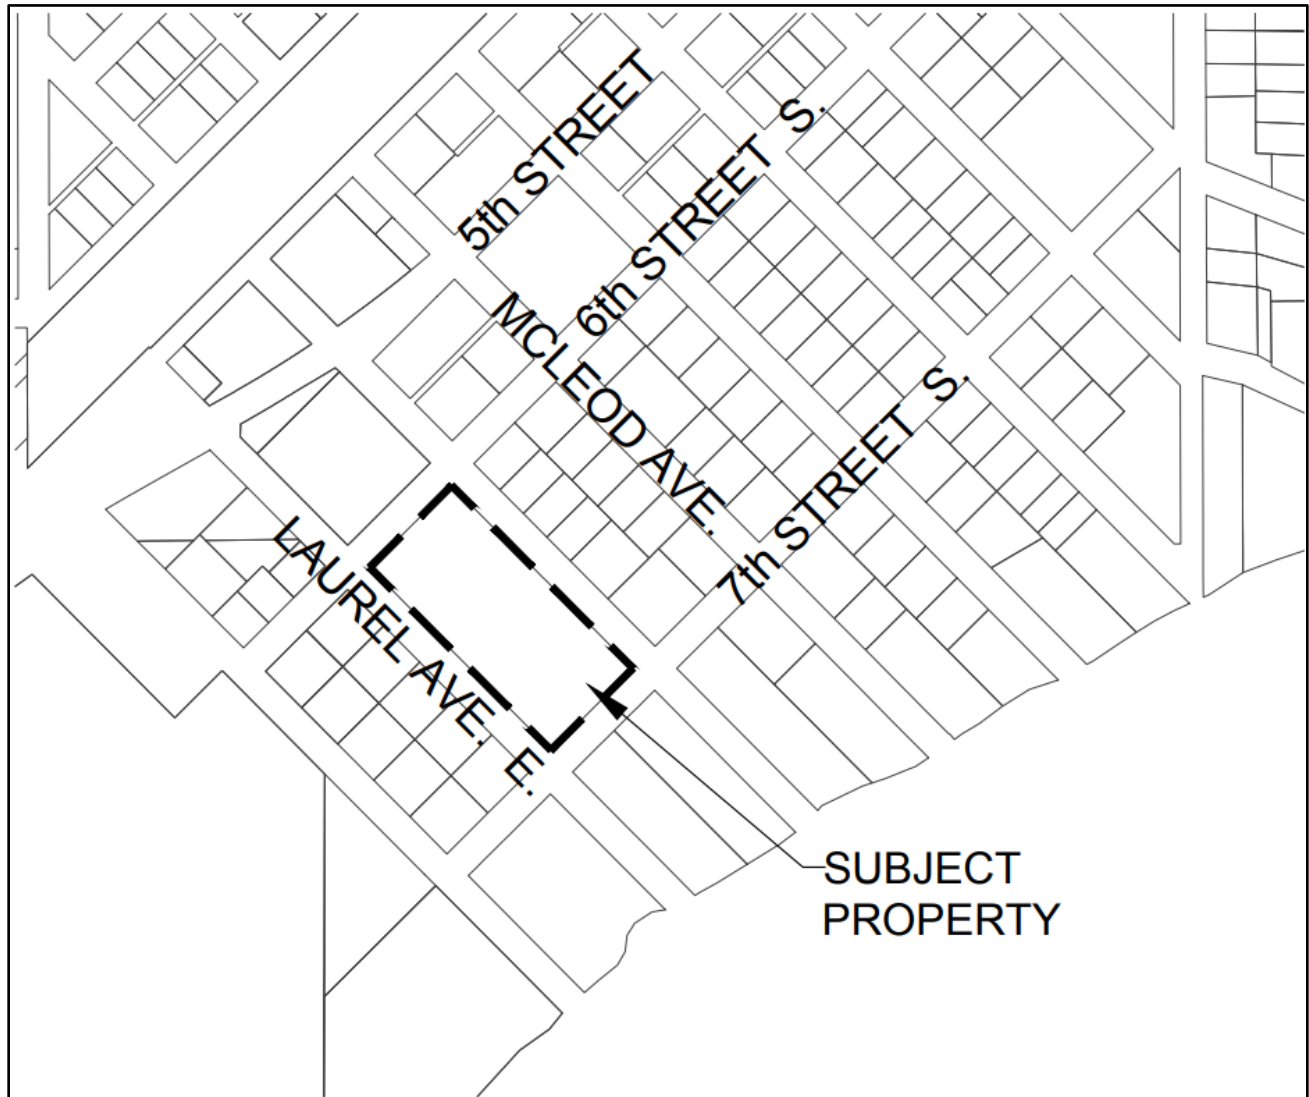 5th STREET
6th STREET S.
MCLEOD AVE.
7th STREET S.
LAUREL AVE. E.
SUBJECT
PROPERTY